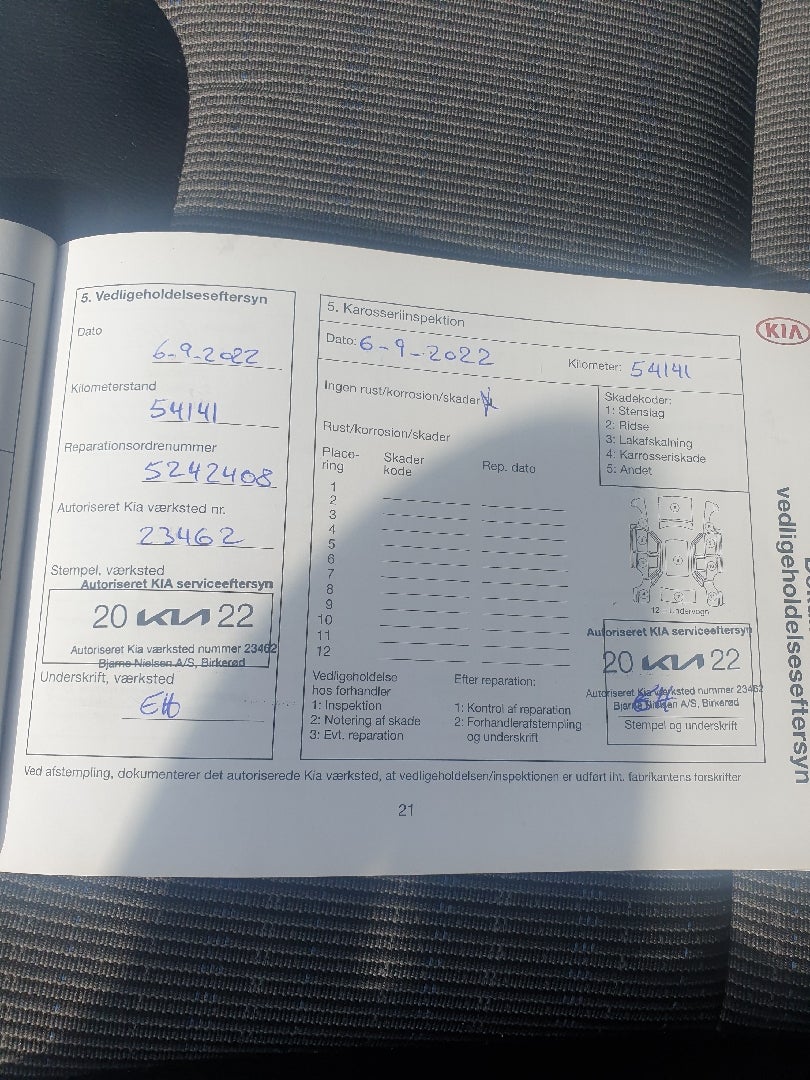 5. Vedligeholdelseseftersyn
Dato
6-9-2022
Kilometerstand
54141
Reparationsordrenummer
5242408
Autoriseret Kia værksted nr.
23462
Stempel, værksted
Autoriseret KIA serviceeftersyn
20 KIA 22
Autoriseret Kia værksted nummer 23462
Bjarne Nielsen A/S, Birkerød
Underskrift, værksted
EH
5. Karosseriinspektion
Dato: 6-9-2022 Kilometer: 54141
Ingen rust/korrosion/skader X
Rust/korrosion/skader
Place-
ring
Skader
kode
Rep. dato
1
2
3
4
5
6
7
8
9
10
11
12
Skadekoder:
1: Stenslag
2: Ridse
3: Lakafskalning
4: Karrosseriskade
5: Andet
Vedligeholdelse
hos forhandler
1: Inspektion
2: Notering af skade
3: Evt. reparation
Efter reparation:
1: Kontrol af reparation
2: Forhandlerafstempling
og underskrift
Autoriseret KIA serviceeftersyn
20 KIA 22
Autoriseret Kia værksted nummer 23462
Bjarne Nielsen A/S, Birkerød
EH
Stempel og underskrift
Ved afstempling, dokumenterer det autoriserede Kia værksted, at vedligeholdelsen/inspektionen er udført iht. fabrikantens forskrifter
21
KIA
vedligeholdelseseftersyn